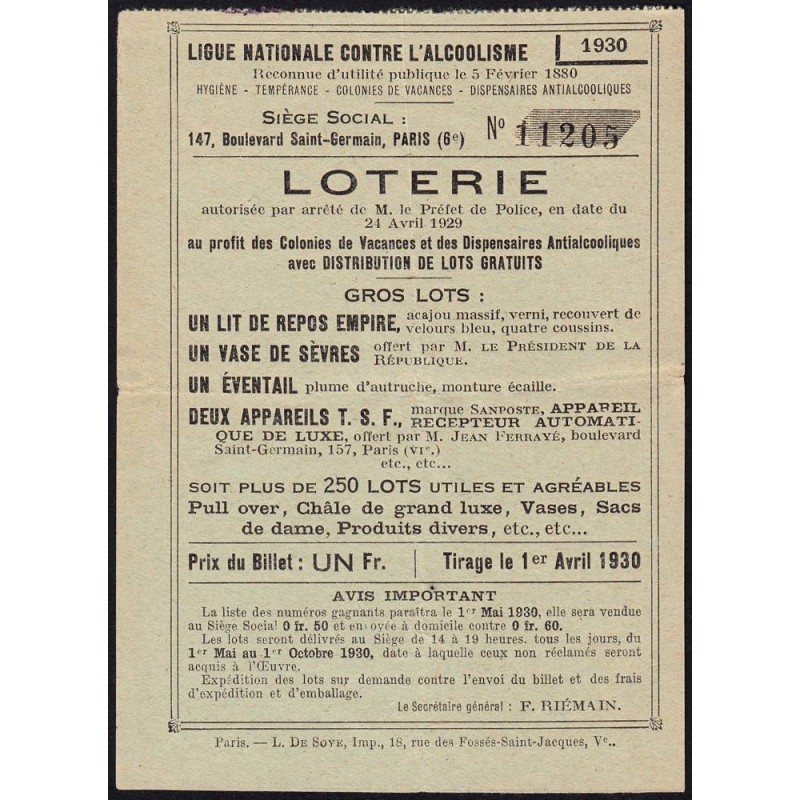 LIGUE NATIONALE CONTRE L'ALCOOLISME
1930
Reconnue d'utilité publique le 5 Février 1880
HYGIÈNE - TEMPÉRANCE - COLONIES DE VACANCES - DISPENSAIRES ANTIALCOOLIQUES
SIÈGE SOCIAL :
147, Boulevard Saint-Germain, PARIS (6e)
No 11205
LOTERIE
autorisée par arrêté de M. le Préfet de Police, en date du
24 Avril 1929
au profit des Colonies de Vacances et des Dispensaires Antialcooliques
avec DISTRIBUTION DE LOTS GRATUITS
GROS LOTS :
UN LIT DE REPOS EMPIRE, acajou massif, verni, recouvert de
velours bleu, quatre coussins.
UN VASE DE SÈVRES offert par M. LE PRÉSIDENT DE LA
RÉPUBLIQUE.
UN ÉVENTAIL plume d'autruche, monture écaille.
DEUX APPAREILS T. S. F., marque SANPOSTE, APPAREIL
RECEPTEUR AUTOMATI-
QUE DE LUXE, offert par M. JEAN FERRAYÉ, boulevard
Saint-Germain, 157, Paris (VIe.)
etc., etc...
SOIT PLUS DE 250 LOTS UTILES ET AGRÉABLES
Pull over, Châle de grand luxe, Vases, Sacs
de dame, Produits divers, etc., etc...
Prix du Billet : UN Fr.
Tirage le 1er Avril 1930
AVIS IMPORTANT
La liste des numéros gagnants paraîtra le 1er Mai 1930, elle sera vendue
au Siège Social 0 fr. 50 et envoyée à domicile contre 0 fr. 60.
Les lots seront délivrés au Siège de 14 à 19 heures. tous les jours, du
1er Mai au 1er Octobre 1930, date à laquelle ceux non réclamés seront
acquis à l'Œuvre.
Expédition des lots sur demande contre l'envoi du billet et des frais
d'expédition et d'emballage.
Le Secrétaire général : F. RIÉMAIN.
Paris. — L. DE SOYE, Imp., 18, rue des Fossés-Saint-Jacques, Ve..